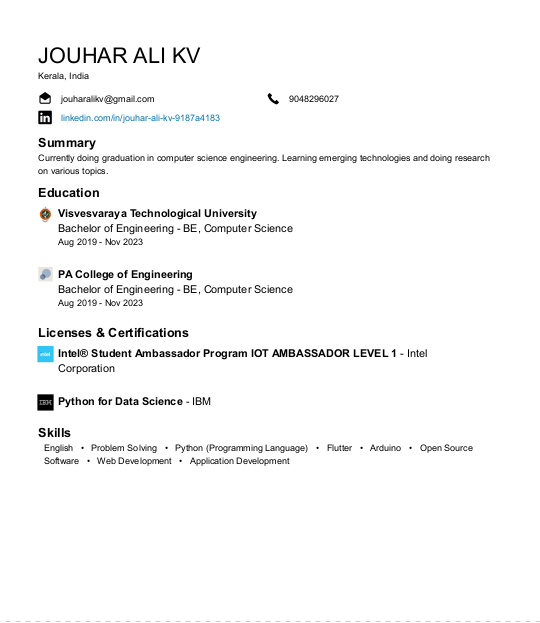 JOUHAR ALI KV
Kerala, India
jouharalikv@gmail.com 9048296027
linkedin.com/in/jouhar-ali-kv-9187a4183
Summary
Currently doing graduation in computer science engineering. Learning emerging technologies and doing research
on various topics.
Education
Visvesvaraya Technological University
Bachelor of Engineering - BE, Computer Science
Aug 2019 - Nov 2023
PA College of Engineering
Bachelor of Engineering - BE, Computer Science
Aug 2019 - Nov 2023
Licenses & Certifications
intel Intel® Student Ambassador Program IOT AMBASSADOR LEVEL 1 - Intel
Corporation
IBM Python for Data Science - IBM
Skills
English • Problem Solving • Python (Programming Language) • Flutter • Arduino • Open Source
Software • Web Development • Application Development